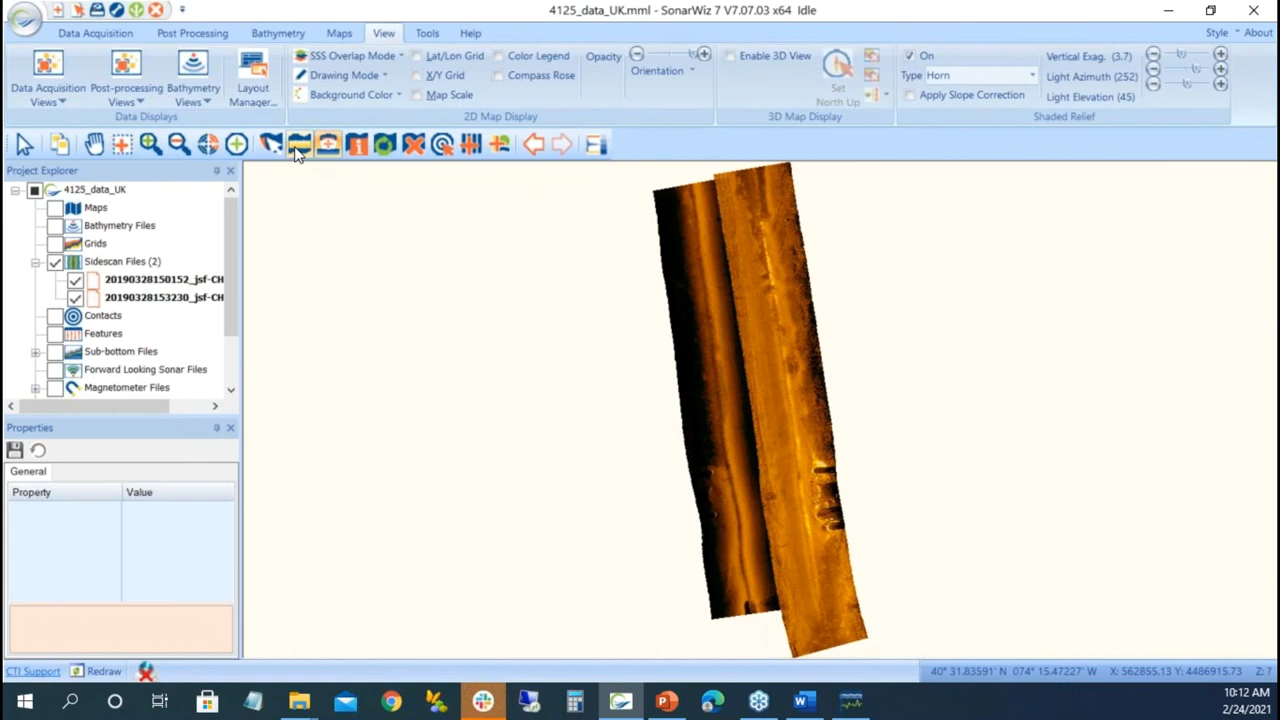 4125_data_UK.mml - SonarWiz 7 V7.07.03 x64 Idle
Data Acquisition Post Processing Bathymetry Maps View Tools Help Style About
Data Acquisition Views
Post-processing Views
Bathymetry Views
Layout Manager...
Data Displays
SSS Overlap Mode Lat/Lon Grid Color Legend Opacity
Drawing Mode X/Y Grid Compass Rose Orientation
Background Color Map Scale
2D Map Display
Enable 3D View
Set North Up
3D Map Display
On Vertical Exag. (3.7)
Type Horn Light Azimuth (252)
Apply Slope Correction Light Elevation (45)
Shaded Relief
Project Explorer
4125_data_UK
Maps
Bathymetry Files
Grids
Sidescan Files (2)
20190328150152_jsf-CH
20190328153230_jsf-CH
Contacts
Features
Sub-bottom Files
Forward Looking Sonar Files
Magnetometer Files
Properties
General
Property Value
CTI Support Redraw
40° 31.83591' N 074° 15.47227' W X: 562855.13 Y: 4486915.73 Z: ?
10:12 AM
2/24/2021